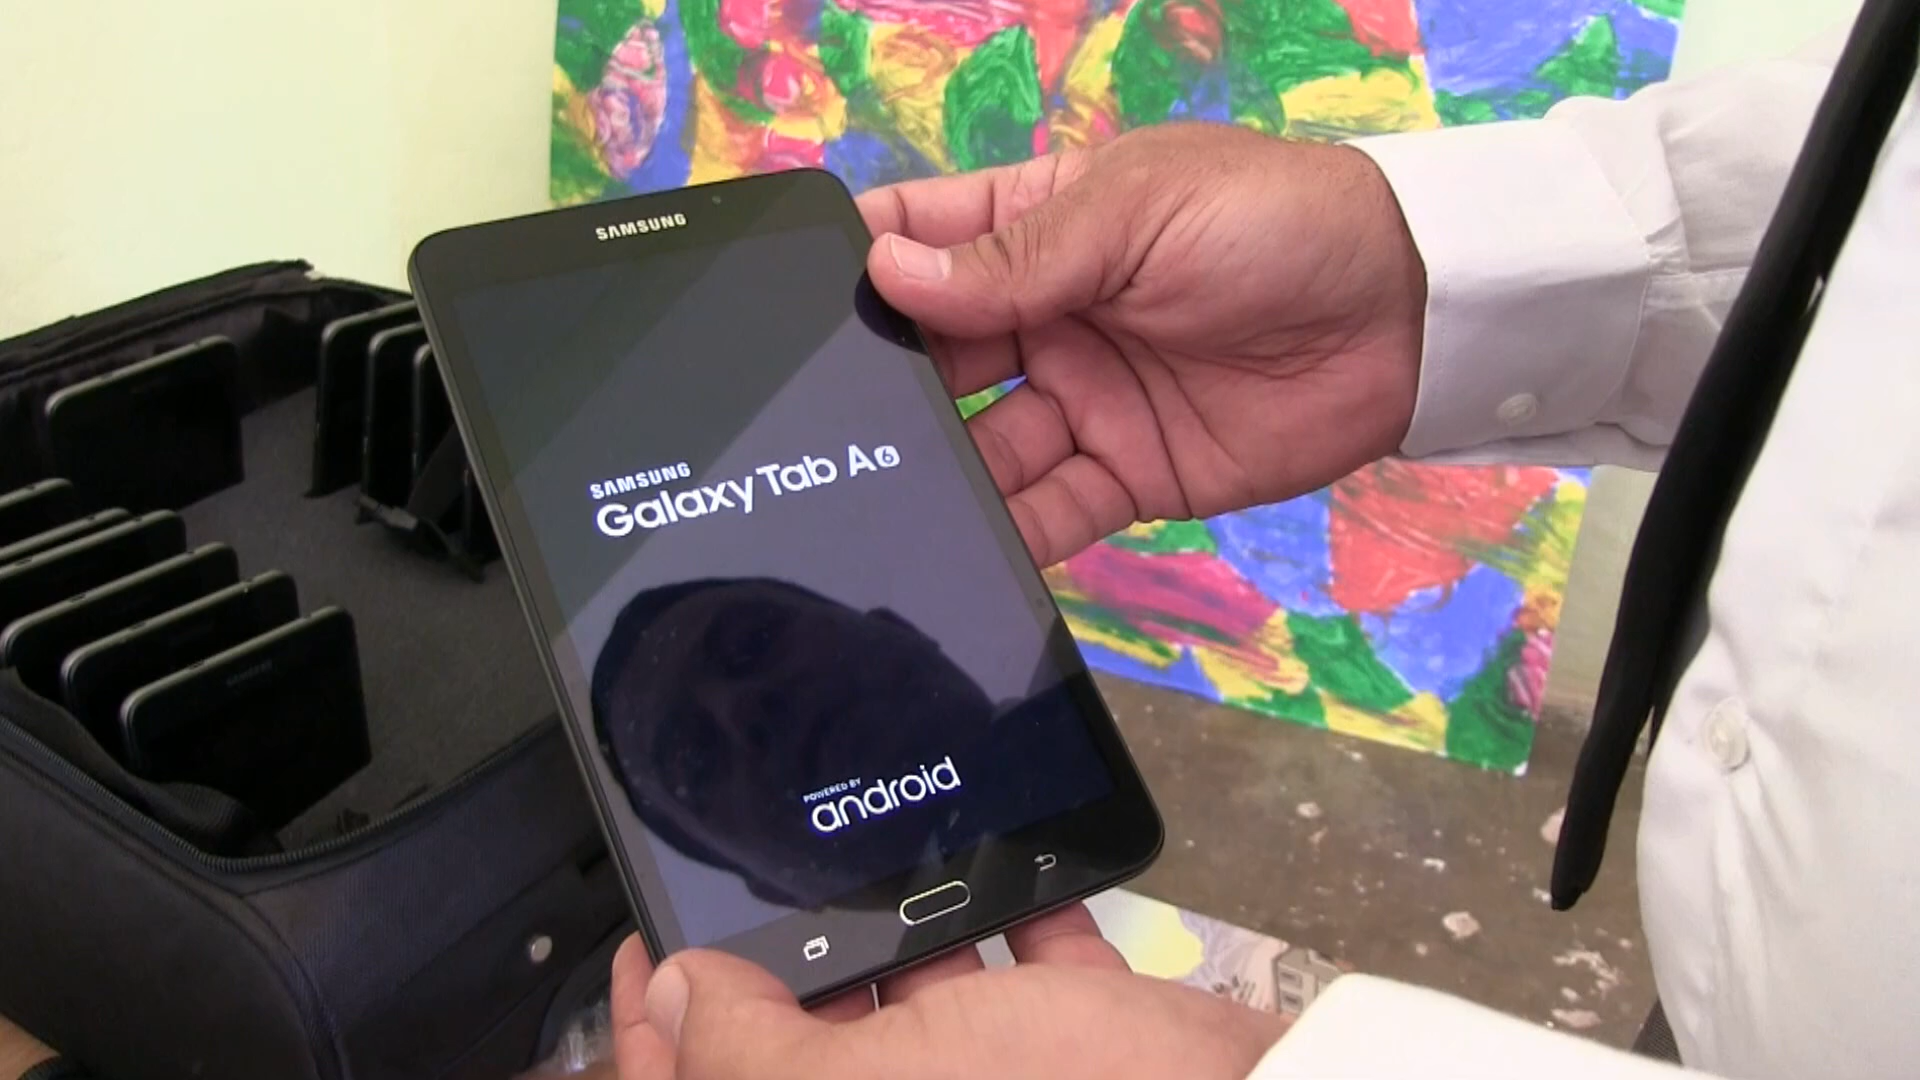 SAMSUNG
SAMSUNG
Galaxy Tab A6
POWERED BY
android